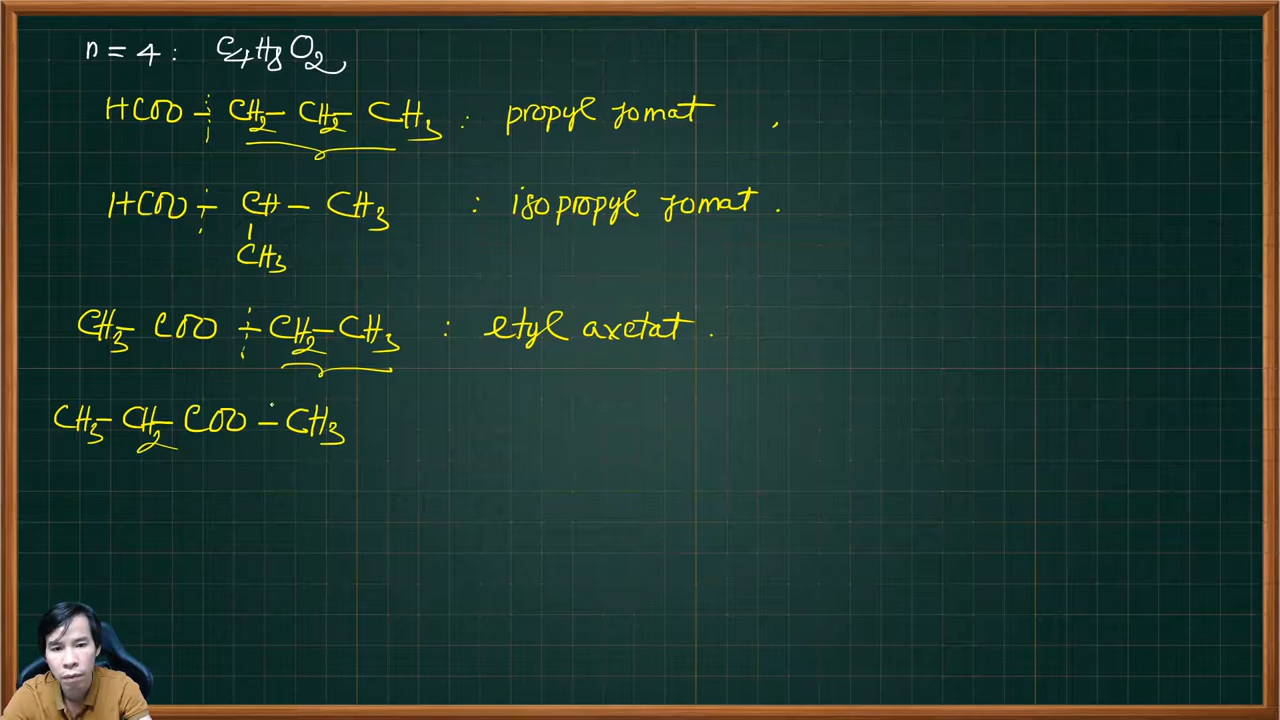 n = 4 : C4H8O2
HCOO - CH2 - CH2 - CH3 : propyl fomat .
HCOO - CH - CH3 : isopropyl fomat .
CH3
CH3 - COO - CH2 - CH3 : etyl axetat .
CH3 - CH2 - COO - CH3